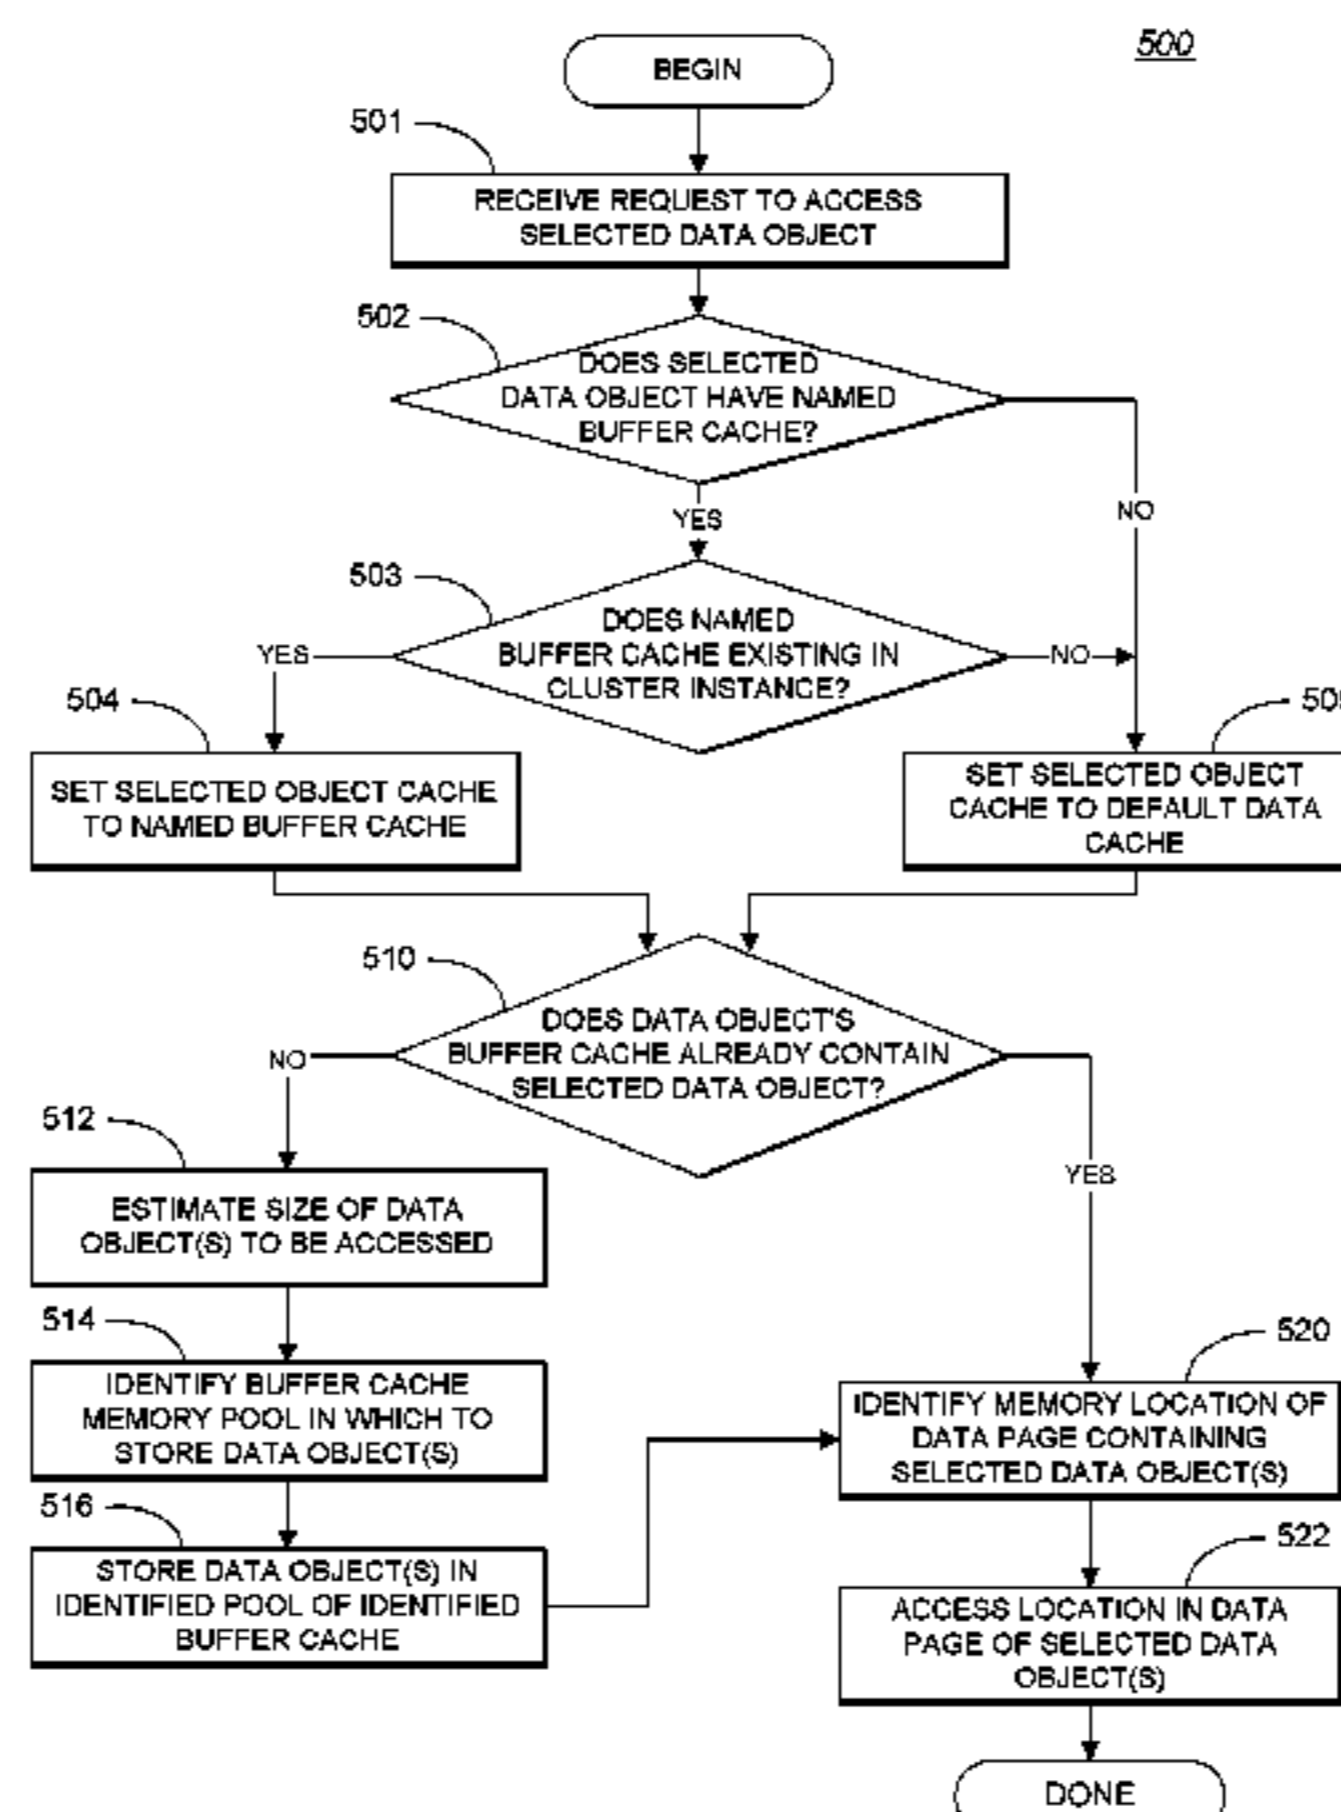 500
BEGIN
501
RECEIVE REQUEST TO ACCESS
SELECTED DATA OBJECT
502
DOES SELECTED
DATA OBJECT HAVE NAMED
BUFFER CACHE?
YES
NO
503
DOES NAMED
BUFFER CACHE EXISTING IN
CLUSTER INSTANCE?
YES
NO
504
SET SELECTED OBJECT CACHE
TO NAMED BUFFER CACHE
SET SELECTED OBJECT
CACHE TO DEFAULT DATA
CACHE
510
DOES DATA OBJECT'S
BUFFER CACHE ALREADY CONTAIN
SELECTED DATA OBJECT?
NO
YES
512
ESTIMATE SIZE OF DATA
OBJECT(S) TO BE ACCESSED
514
IDENTIFY BUFFER CACHE
MEMORY POOL IN WHICH TO
STORE DATA OBJECT(S)
516
STORE DATA OBJECT(S) IN
IDENTIFIED POOL OF IDENTIFIED
BUFFER CACHE
520
IDENTIFY MEMORY LOCATION OF
DATA PAGE CONTAINING
SELECTED DATA OBJECT(S)
522
ACCESS LOCATION IN DATA
PAGE OF SELECTED DATA
OBJECT(S)
DONE